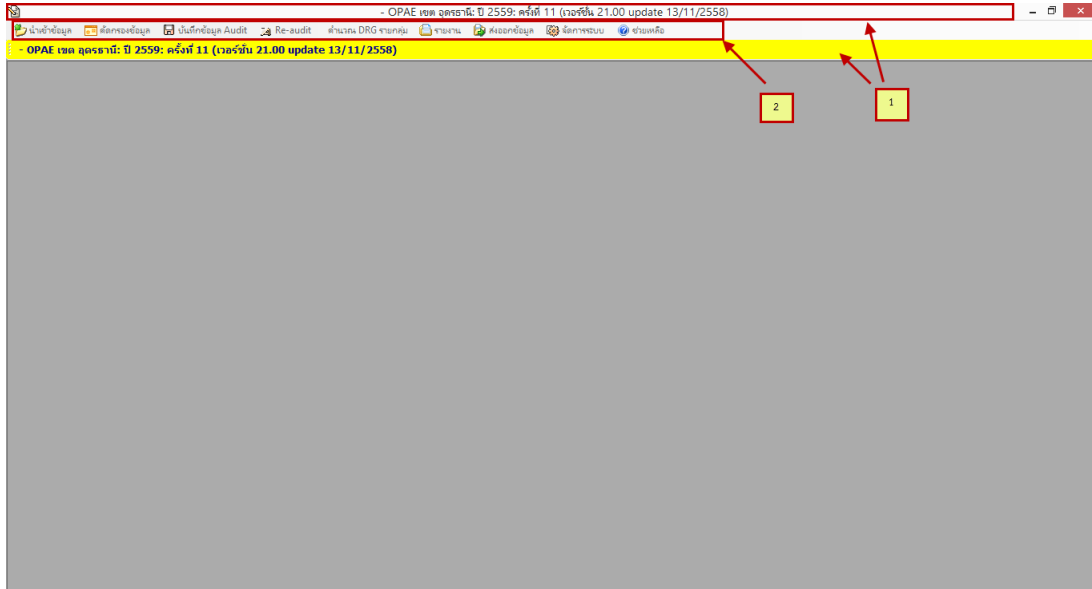 - OPAE เขต อุดรธานี: ปี 2559: ครั้งที่ 11 (เวอร์ชั่น 21.00 update 13/11/2558)
นำเข้าข้อมูล คัดกรองข้อมูล บันทึกข้อมูล Audit Re-audit คำนวณ DRG รายกลุ่ม รายงาน ส่งออกข้อมูล จัดการระบบ ช่วยเหลือ
- OPAE เขต อุดรธานี: ปี 2559: ครั้งที่ 11 (เวอร์ชั่น 21.00 update 13/11/2558)
2
1